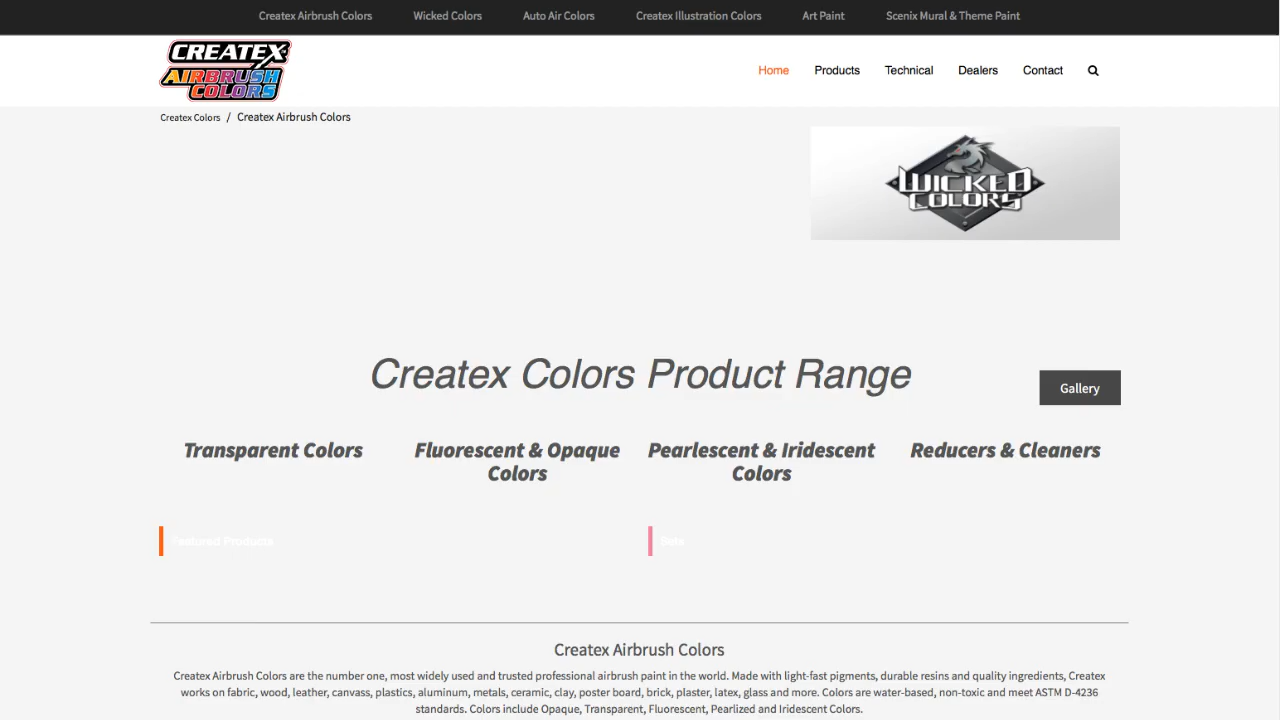 Createx Airbrush Colors Wicked Colors Auto Air Colors Createx Illustration Colors Art Paint Scenix Mural & Theme Paint
CREATEX
AIRBRUSH
COLORS
Home Products Technical Dealers Contact
Createx Colors / Createx Airbrush Colors
WICKED
COLORS
Createx Colors Product Range
Gallery
Transparent Colors
Fluorescent & Opaque
Colors
Pearlescent & Iridescent
Colors
Reducers & Cleaners
Featured Products
Sets
Createx Airbrush Colors
Createx Airbrush Colors are the number one, most widely used and trusted professional airbrush paint in the world. Made with light-fast pigments, durable resins and quality ingredients, Createx
works on fabric, wood, leather, canvass, plastics, aluminum, metals, ceramic, clay, poster board, brick, plaster, latex, glass and more. Colors are water-based, non-toxic and meet ASTM D-4236
standards. Colors include Opaque, Transparent, Fluorescent, Pearlized and Iridescent Colors.